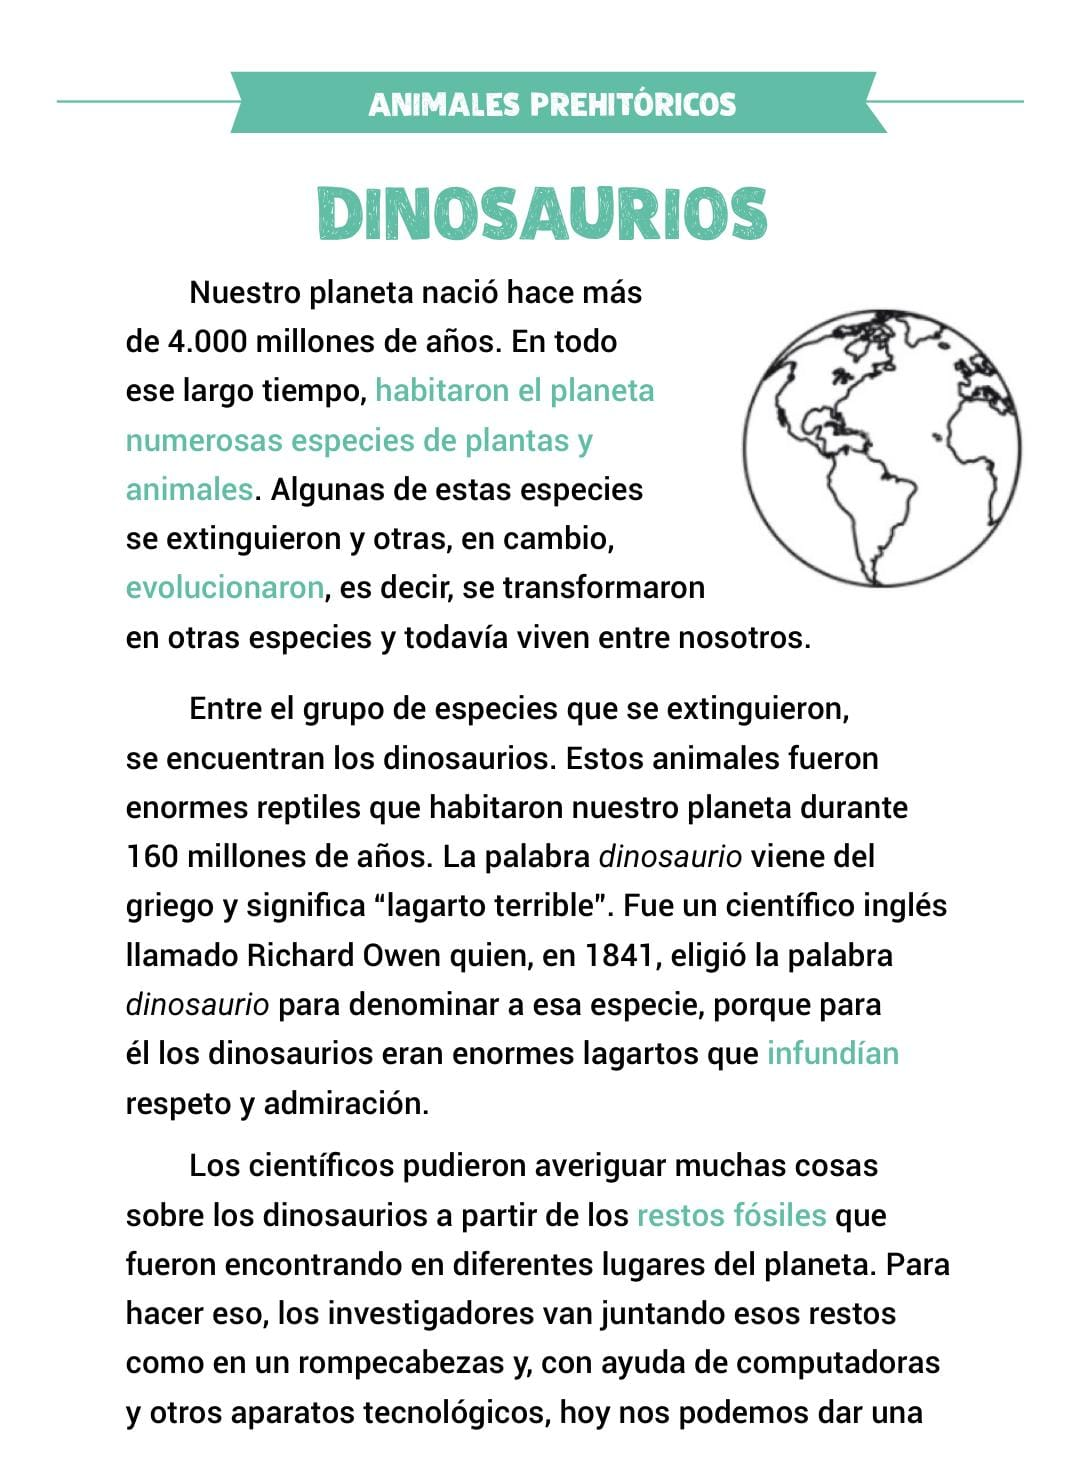 ANIMALES PREHITÓRICOS
DINOSAURIOS
Nuestro planeta nació hace más
de 4.000 millones de años. En todo
ese largo tiempo, habitaron el planeta
numerosas especies de plantas y
animales. Algunas de estas especies
se extinguieron y otras, en cambio,
evolucionaron, es decir, se transformaron
en otras especies y todavía viven entre nosotros.
Entre el grupo de especies que se extinguieron,
se encuentran los dinosaurios. Estos animales fueron
enormes reptiles que habitaron nuestro planeta durante
160 millones de años. La palabra dinosaurio viene del
griego y significa “lagarto terrible”. Fue un científico inglés
llamado Richard Owen quien, en 1841, eligió la palabra
dinosaurio para denominar a esa especie, porque para
él los dinosaurios eran enormes lagartos que infundían
respeto y admiración.
Los científicos pudieron averiguar muchas cosas
sobre los dinosaurios a partir de los restos fósiles que
fueron encontrando en diferentes lugares del planeta. Para
hacer eso, los investigadores van juntando esos restos
como en un rompecabezas y, con ayuda de computadoras
y otros aparatos tecnológicos, hoy nos podemos dar una